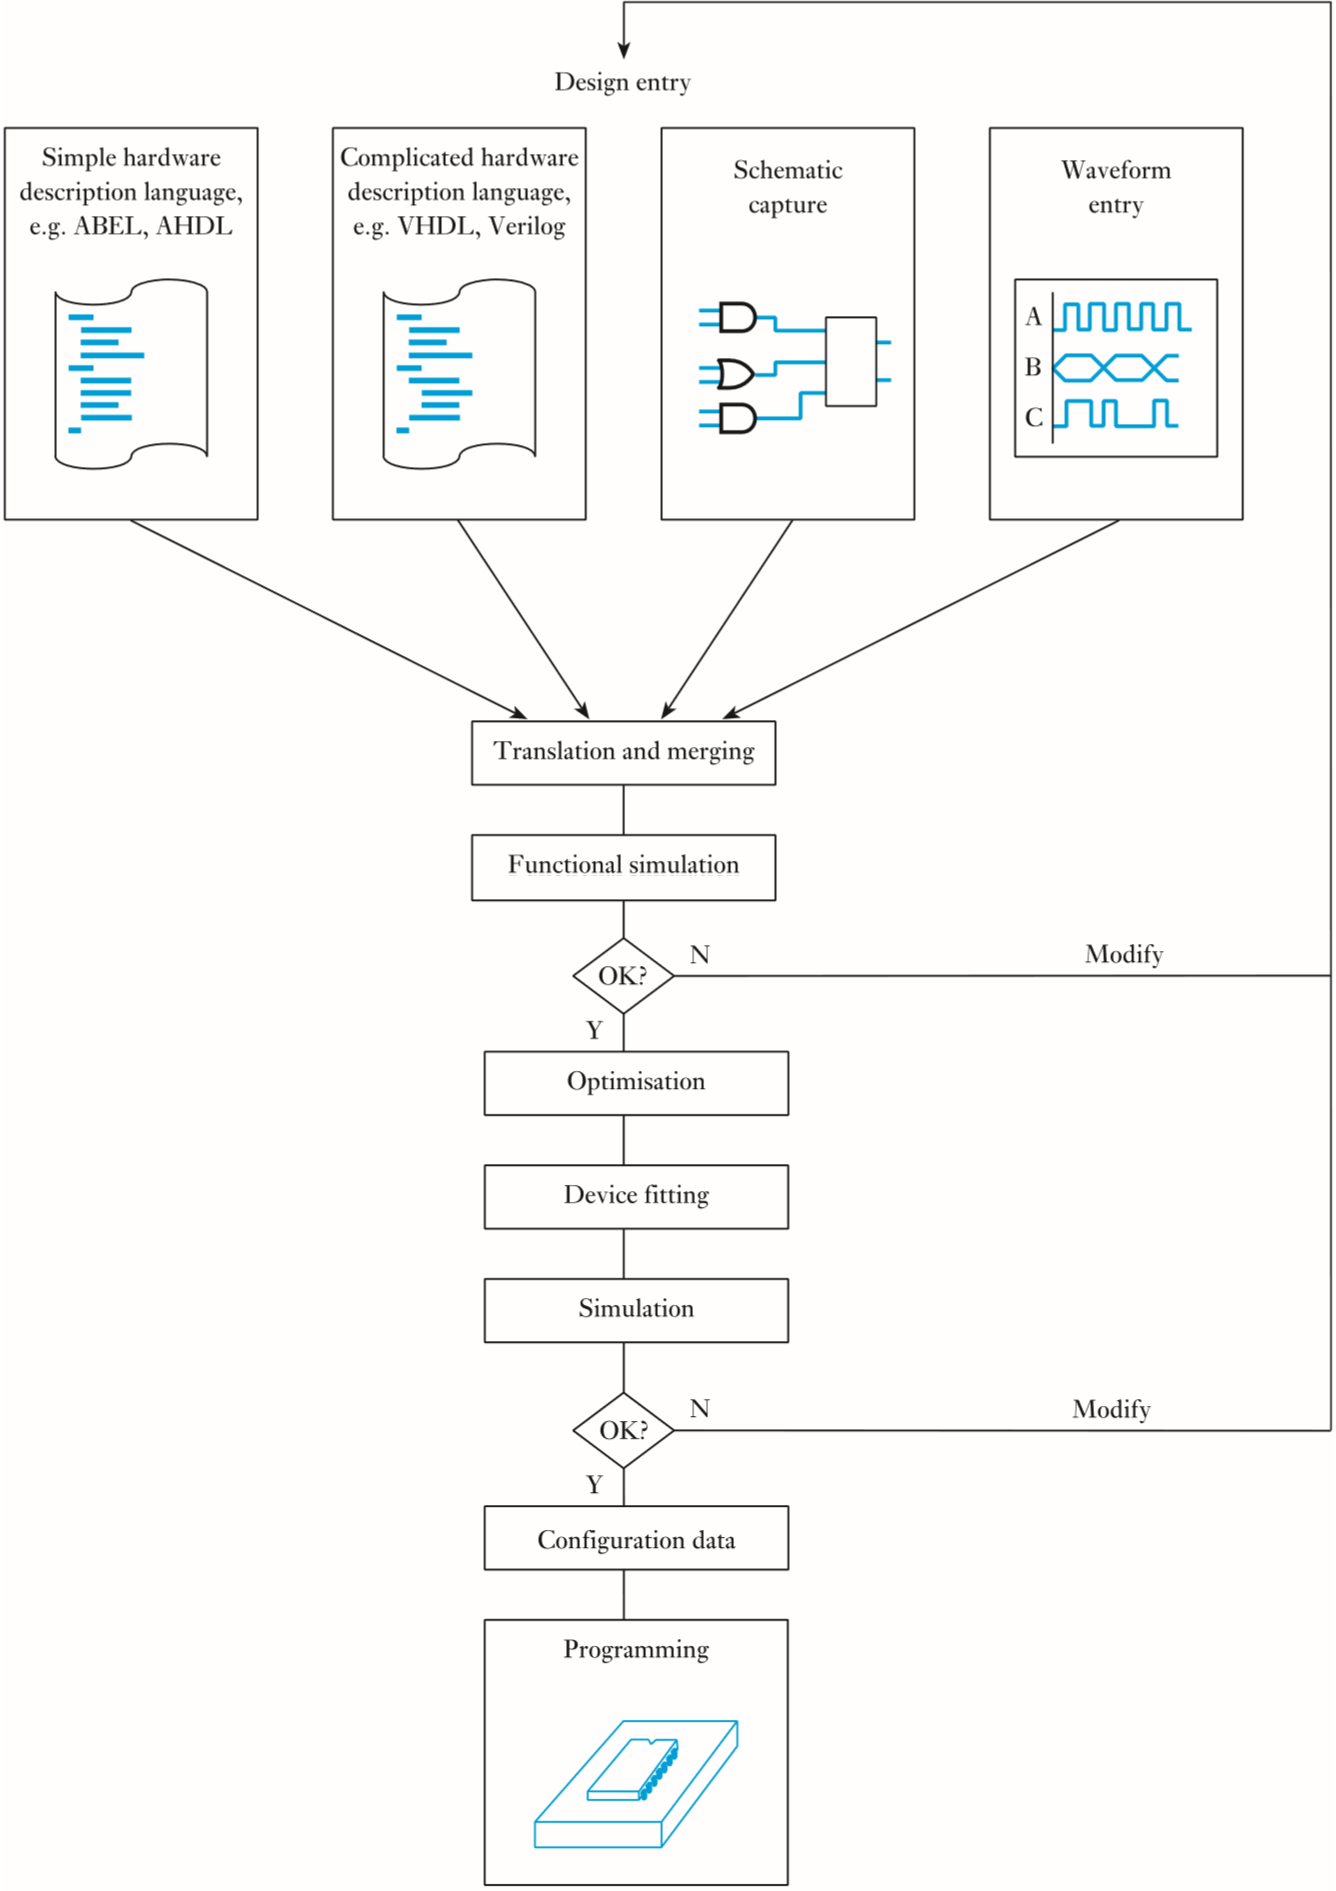 Design entry
Simple hardware
description language,
e.g. ABEL, AHDL
Complicated hardware
description language,
e.g. VHDL, Verilog
Schematic
capture
Waveform
entry
A
B
C
Translation and merging
Functional simulation
OK?
N
Modify
Y
Optimisation
Device fitting
Simulation
OK?
N
Modify
Y
Configuration data
Programming